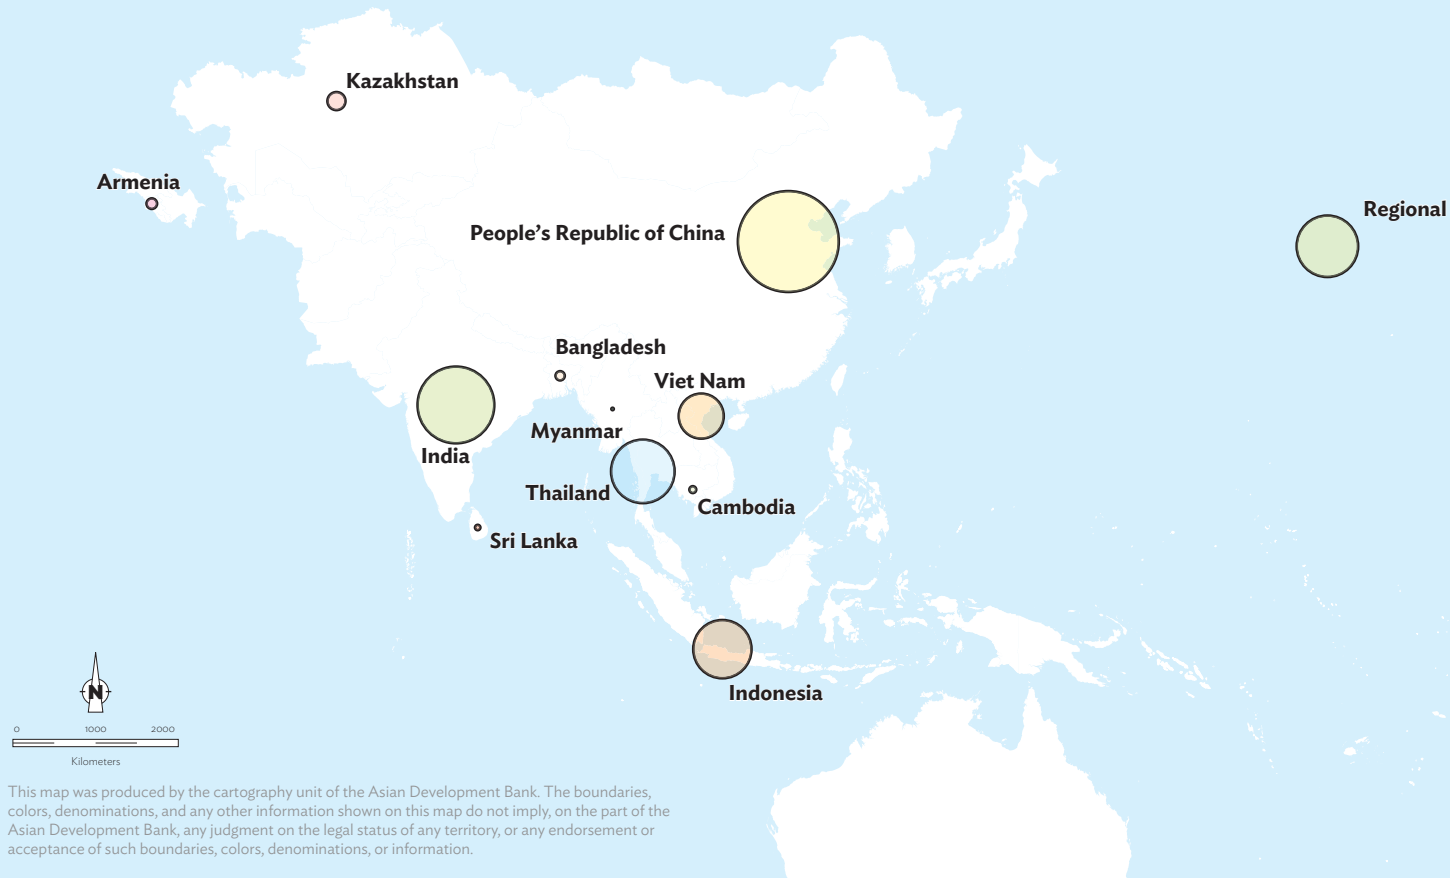 Kazakhstan
Armenia
Regional
People’s Republic of China
Bangladesh
Viet Nam
Myanmar
India
Thailand
Cambodia
Sri Lanka
Indonesia
N
0 1000 2000
Kilometers
This map was produced by the cartography unit of the Asian Development Bank. The boundaries,
colors, denominations, and any other information shown on this map do not imply, on the part of the
Asian Development Bank, any judgment on the legal status of any territory, or any endorsement or
acceptance of such boundaries, colors, denominations, or information.